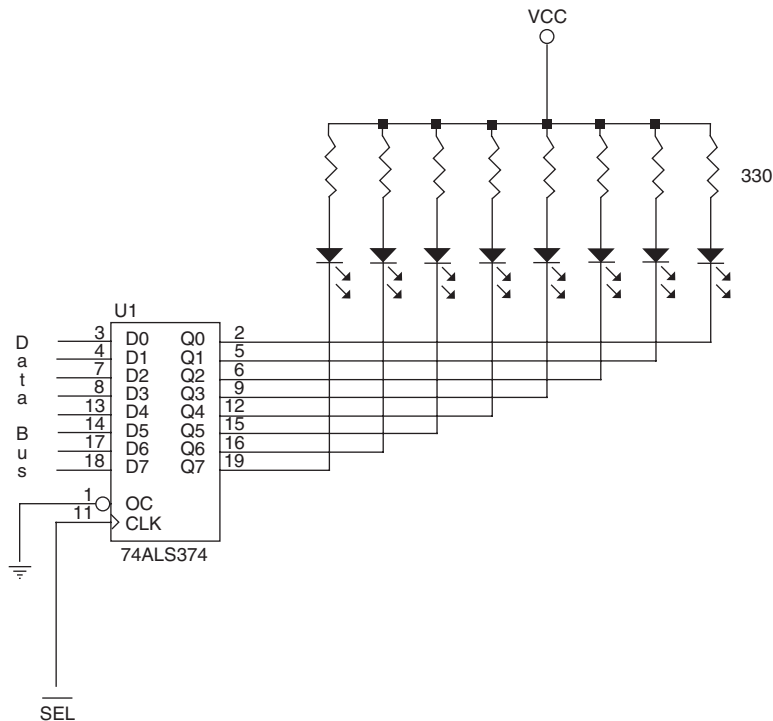 VCC
330
U1
3 D0 Q0 2
4 D1 Q1 5
7 D2 Q2 6
8 D3 Q3 9
13 D4 Q4 12
14 D5 Q5 15
17 D6 Q6 16
18 D7 Q7 19
Data Bus
1 OC
11 CLK
74ALS374
SEL